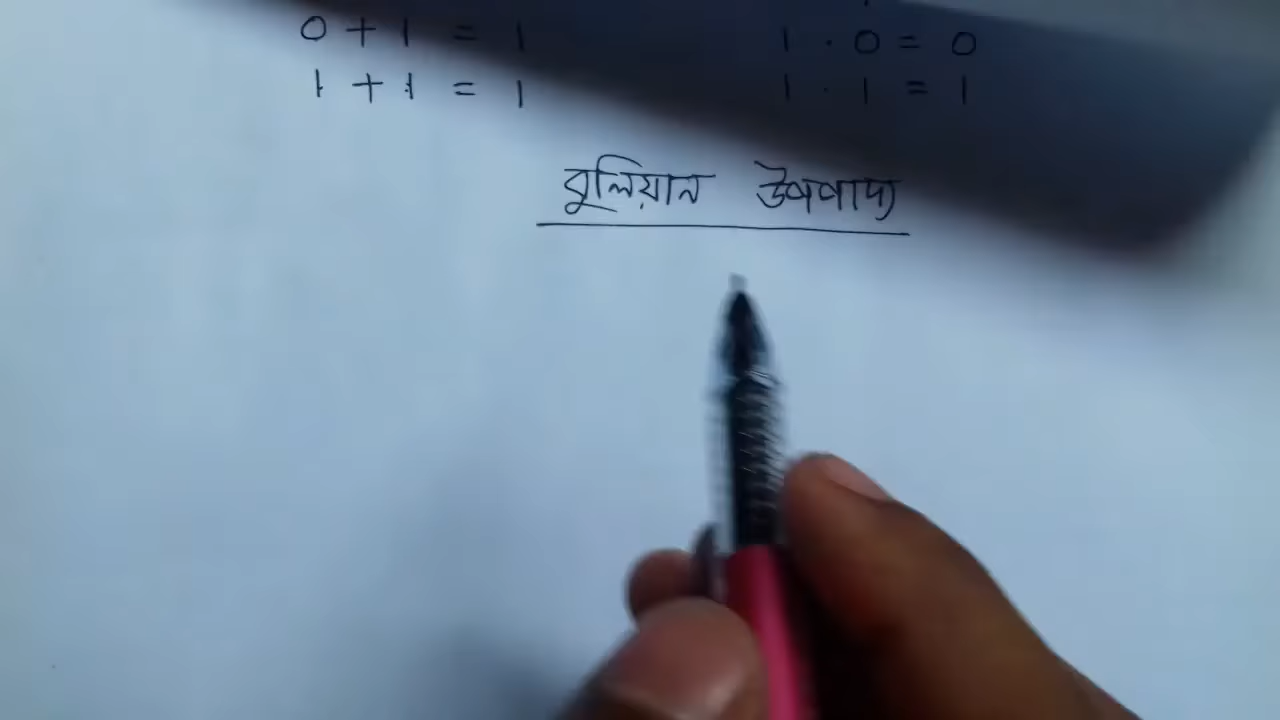 0 + 1 = 1 1 . 0 = 0
1 + 1 = 1 1 . 1 = 1
বুলিয়ান উপপাদ্য